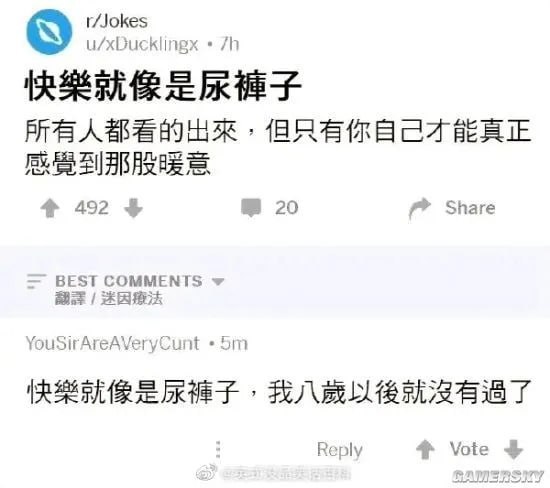 r/Jokes
u/xDucklingx • 7h
快樂就像是尿褲子
所有人都看的出來，但只有你自己才能真正
感覺到那股暖意
492
20
Share
BEST COMMENTS
翻譯 / 迷因療法
YouSirAreAVeryCunt • 5m
快樂就像是尿褲子，我八歲以後就沒有過了
Reply
Vote
GAMERSKY